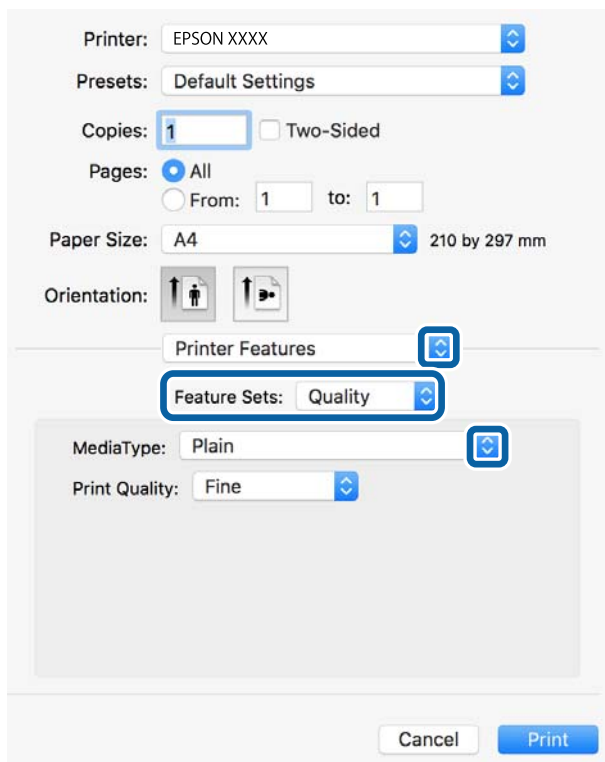 Printer: EPSON XXXX
Presets: Default Settings
Copies: 1 Two-Sided
Pages: All
From: 1 to: 1
Paper Size: A4 210 by 297 mm
Orientation:
Printer Features
Feature Sets: Quality
MediaType: Plain
Print Quality: Fine
Cancel Print